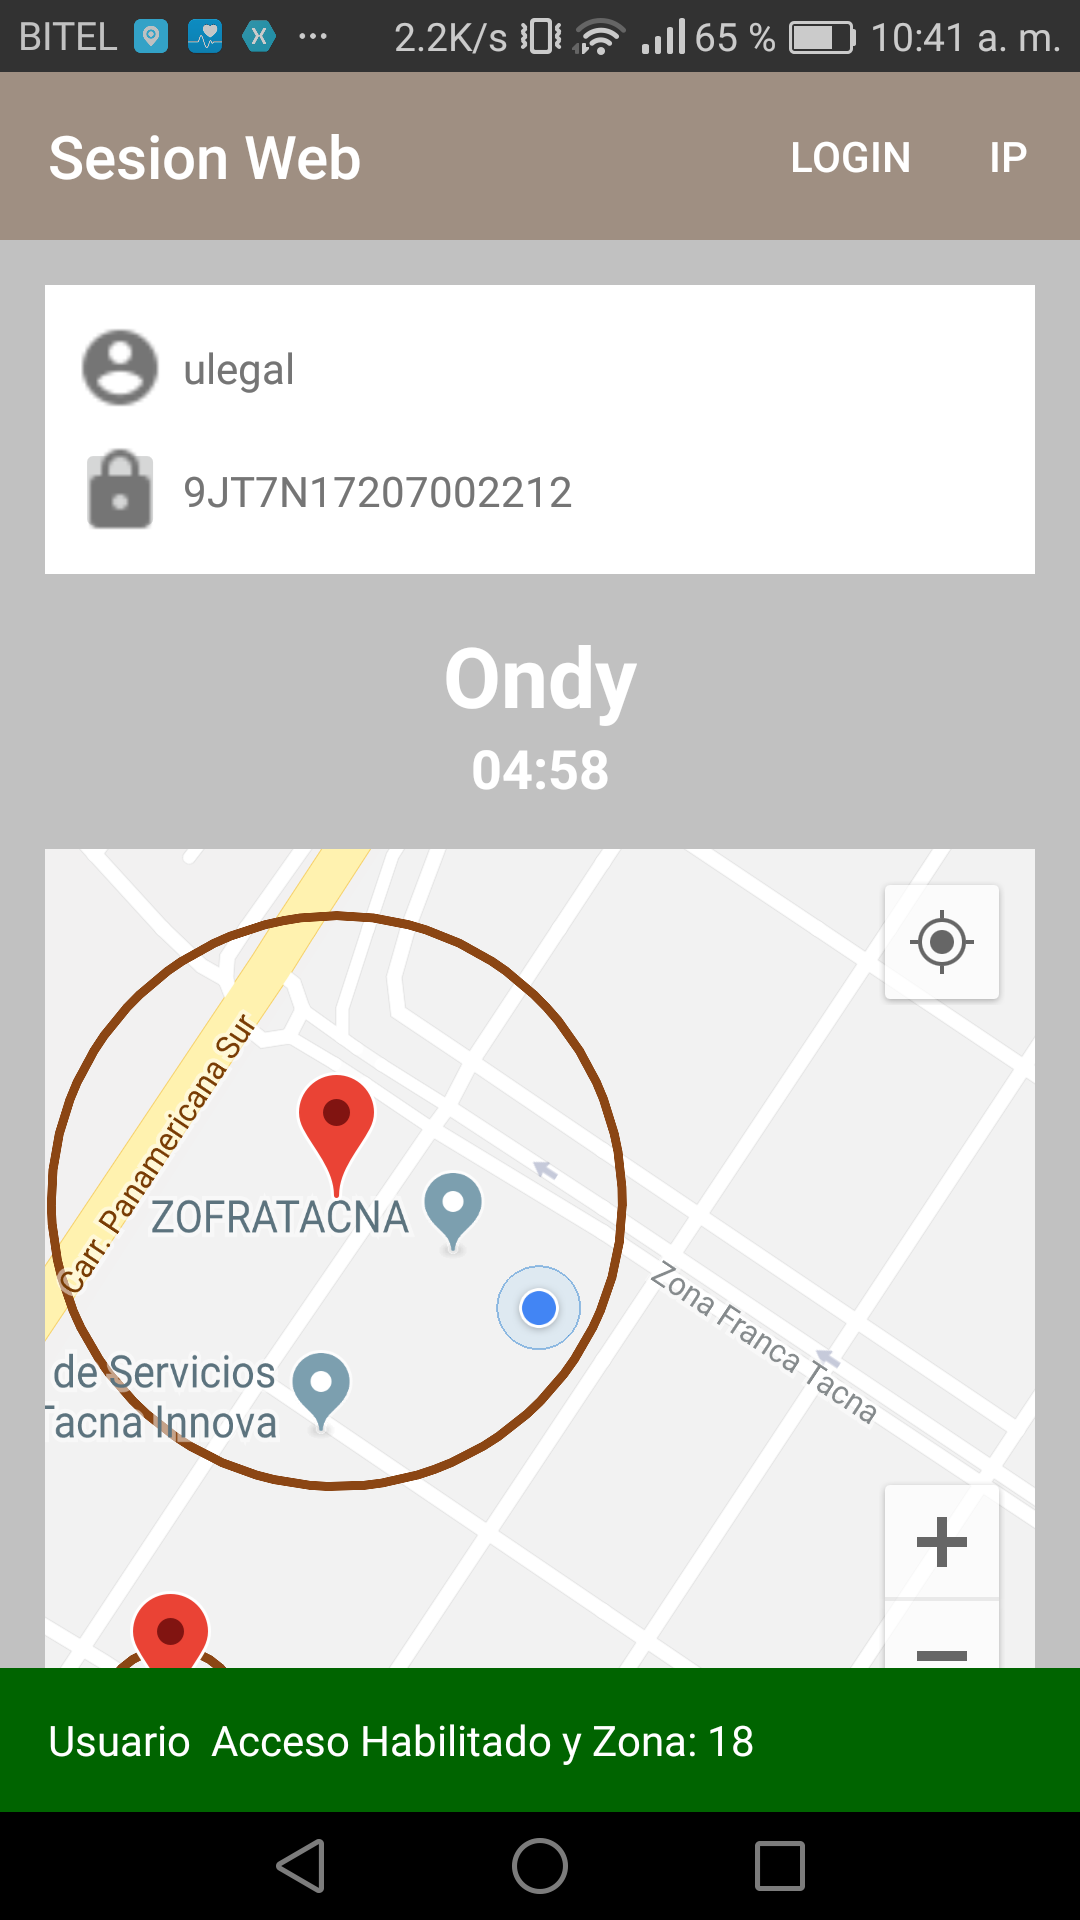 BITEL ... 2.2K/s 65 % 10:41 a. m.
Sesion Web LOGIN IP
ulegal
9JT7N17207002212
Ondy
04:58
Carr. Panamericana Sur
ZOFRATACNA
Zona Franca Tacna
de Servicios
Tacna Innova
Usuario  Acceso Habilitado y Zona: 18